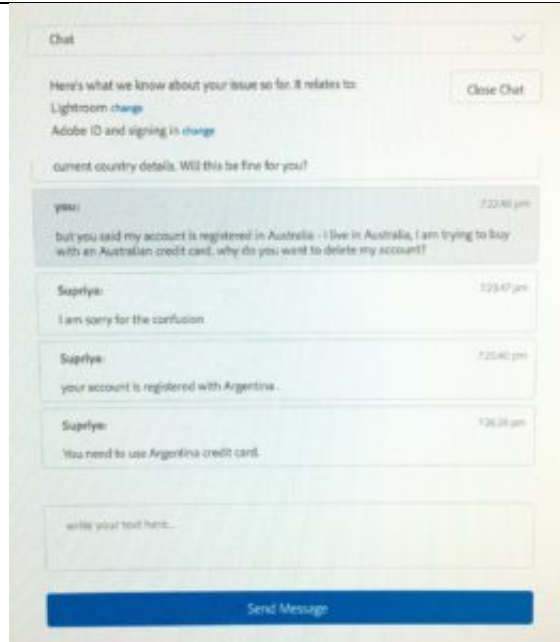 Chat
Here's what we know about your issue so far. It relates to:
Close Chat
Lightroom change
Adobe ID and signing in change
current country details. Will this be fine for you?
you:
but you said my account is registered in Australia - I live in Australia, I am trying to buy
with an Australian credit card, why do you want to delete my account?
Supriya:
I am sorry for the confusion
Supriya:
your account is registered with Argentina.
Supriya:
You need to use Argentina credit card.
write your text here...
Send Message